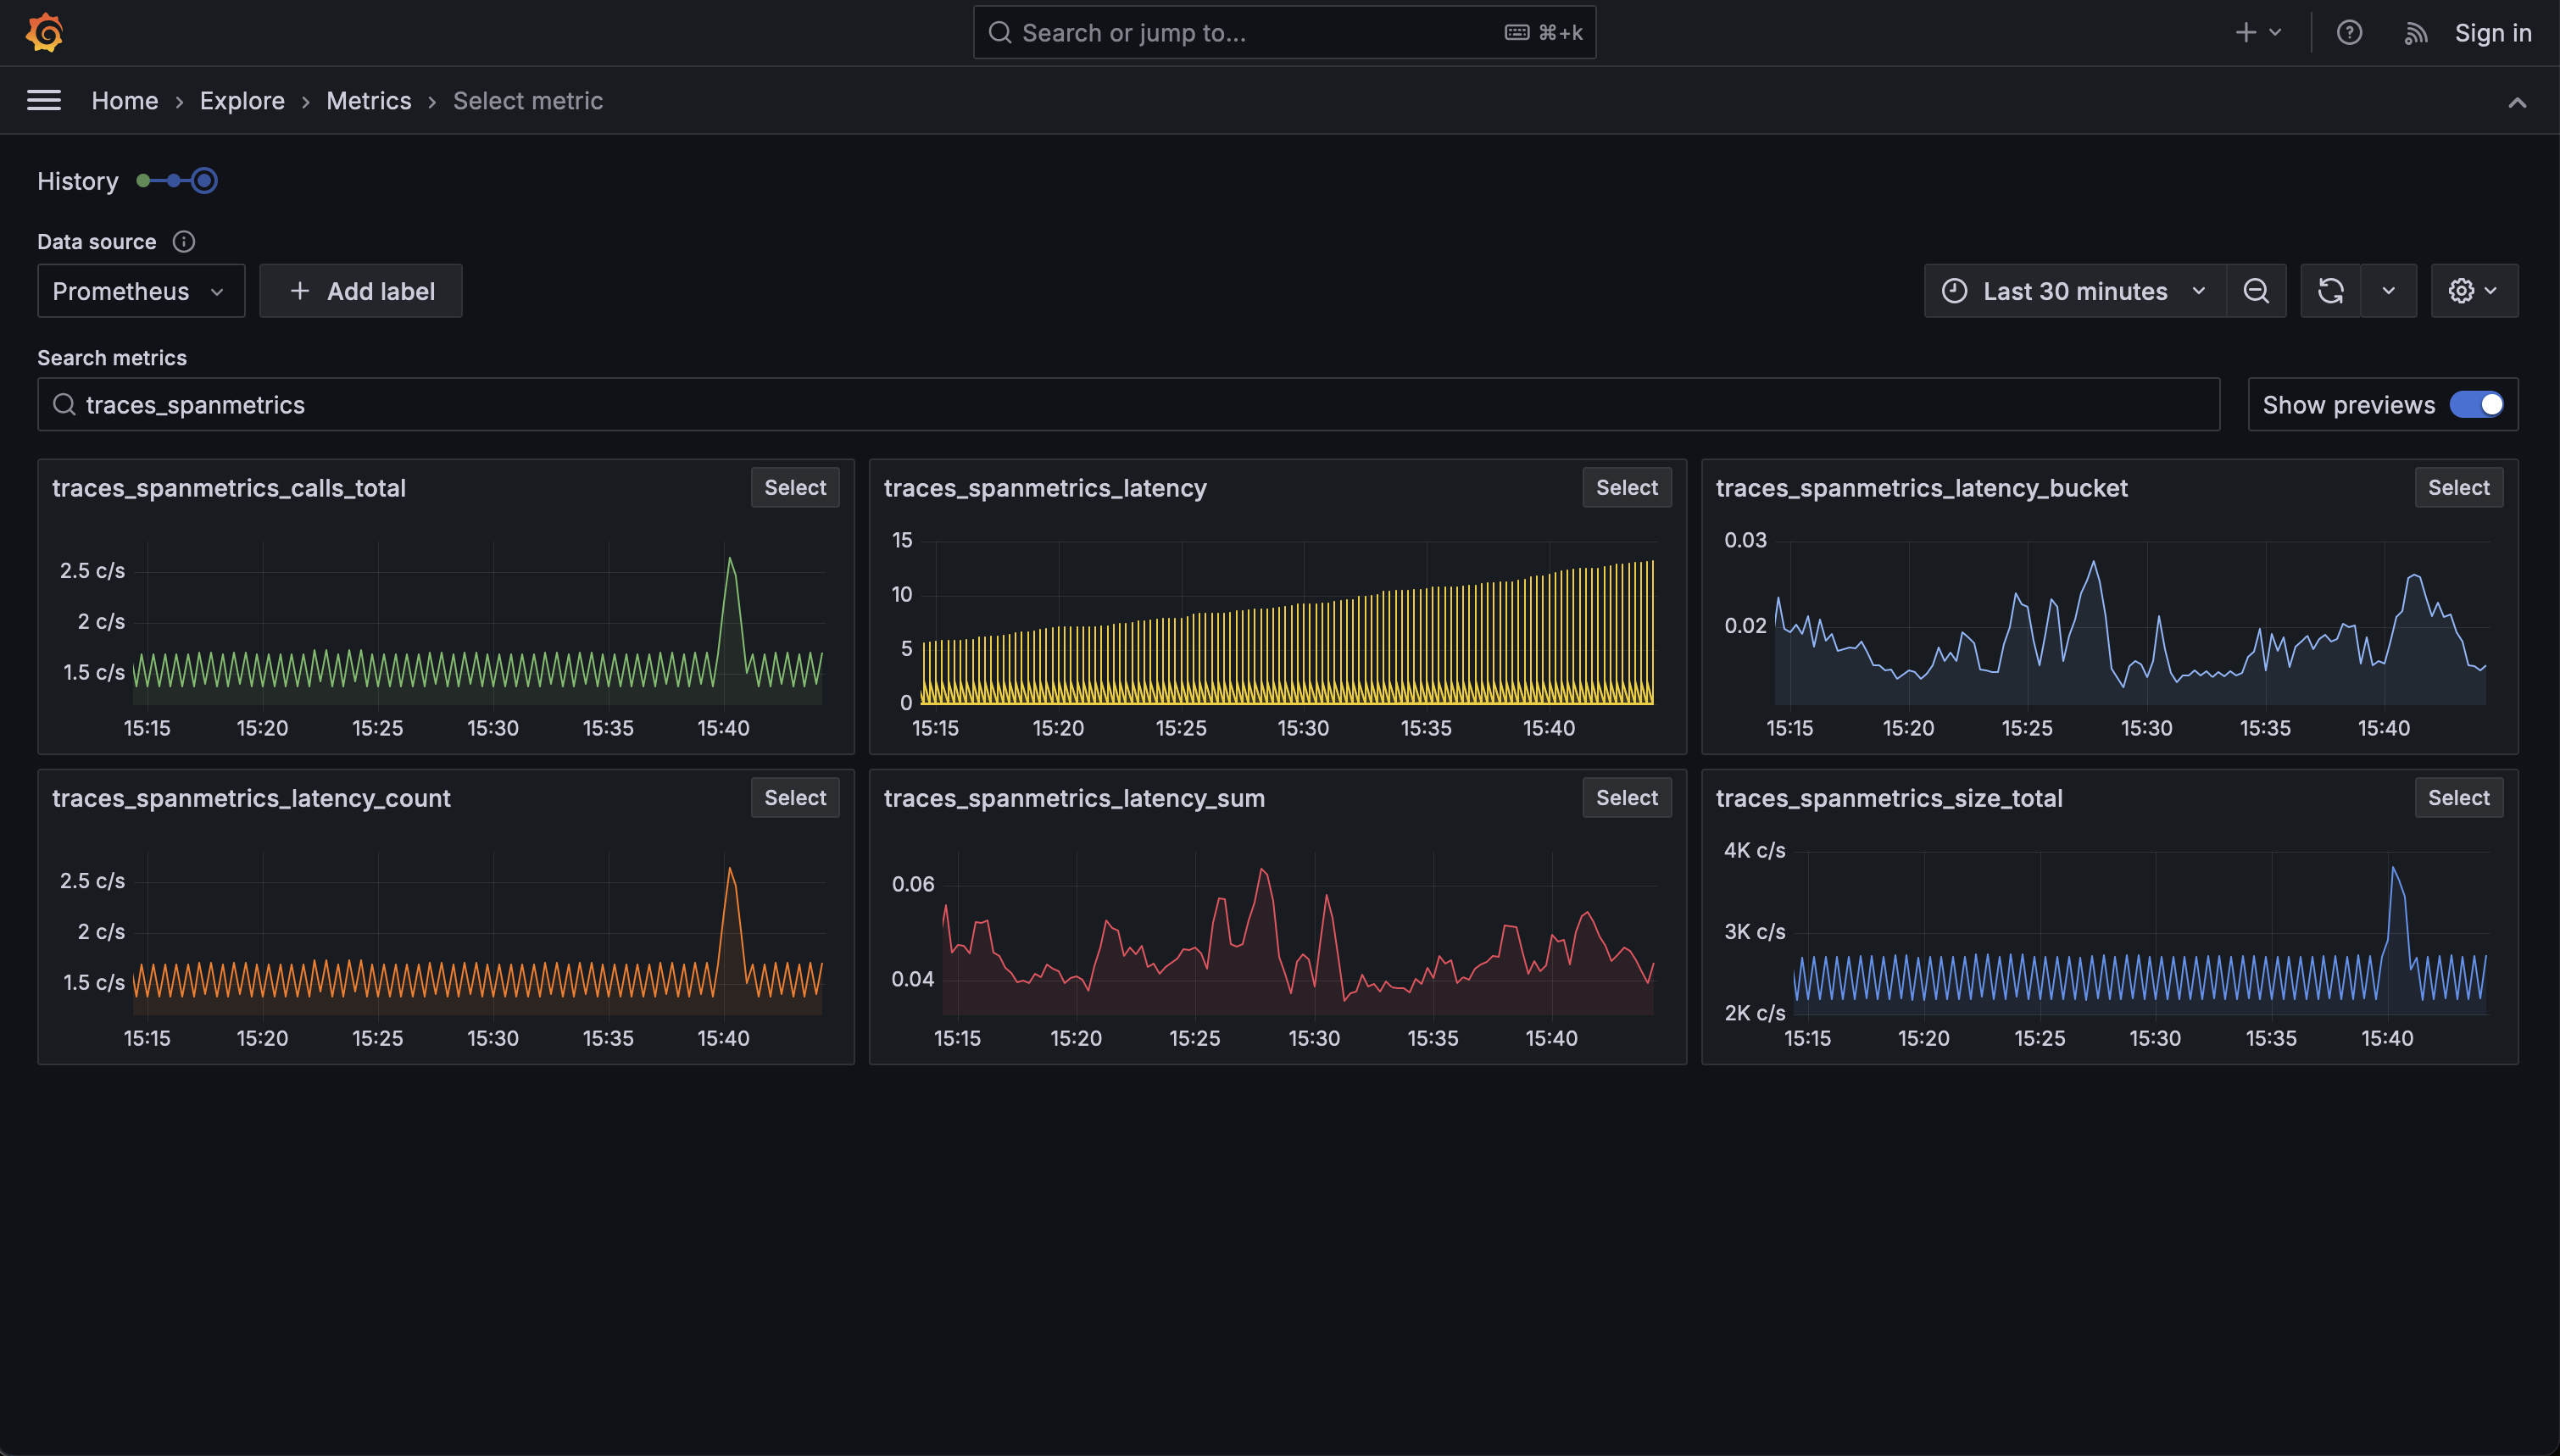 Search or jump to...
⌘+k
Sign in
Home › Explore › Metrics › Select metric
History
Data source
Prometheus
+ Add label
Last 30 minutes
Search metrics
traces_spanmetrics
Show previews
traces_spanmetrics_calls_total
Select
2.5 c/s
2 c/s
1.5 c/s
15:15 15:20 15:25 15:30 15:35 15:40
traces_spanmetrics_latency
Select
15
10
5
0
15:15 15:20 15:25 15:30 15:35 15:40
traces_spanmetrics_latency_bucket
Select
0.03
0.02
15:15 15:20 15:25 15:30 15:35 15:40
traces_spanmetrics_latency_count
Select
2.5 c/s
2 c/s
1.5 c/s
15:15 15:20 15:25 15:30 15:35 15:40
traces_spanmetrics_latency_sum
Select
0.06
0.04
15:15 15:20 15:25 15:30 15:35 15:40
traces_spanmetrics_size_total
Select
4K c/s
3K c/s
2K c/s
15:15 15:20 15:25 15:30 15:35 15:40